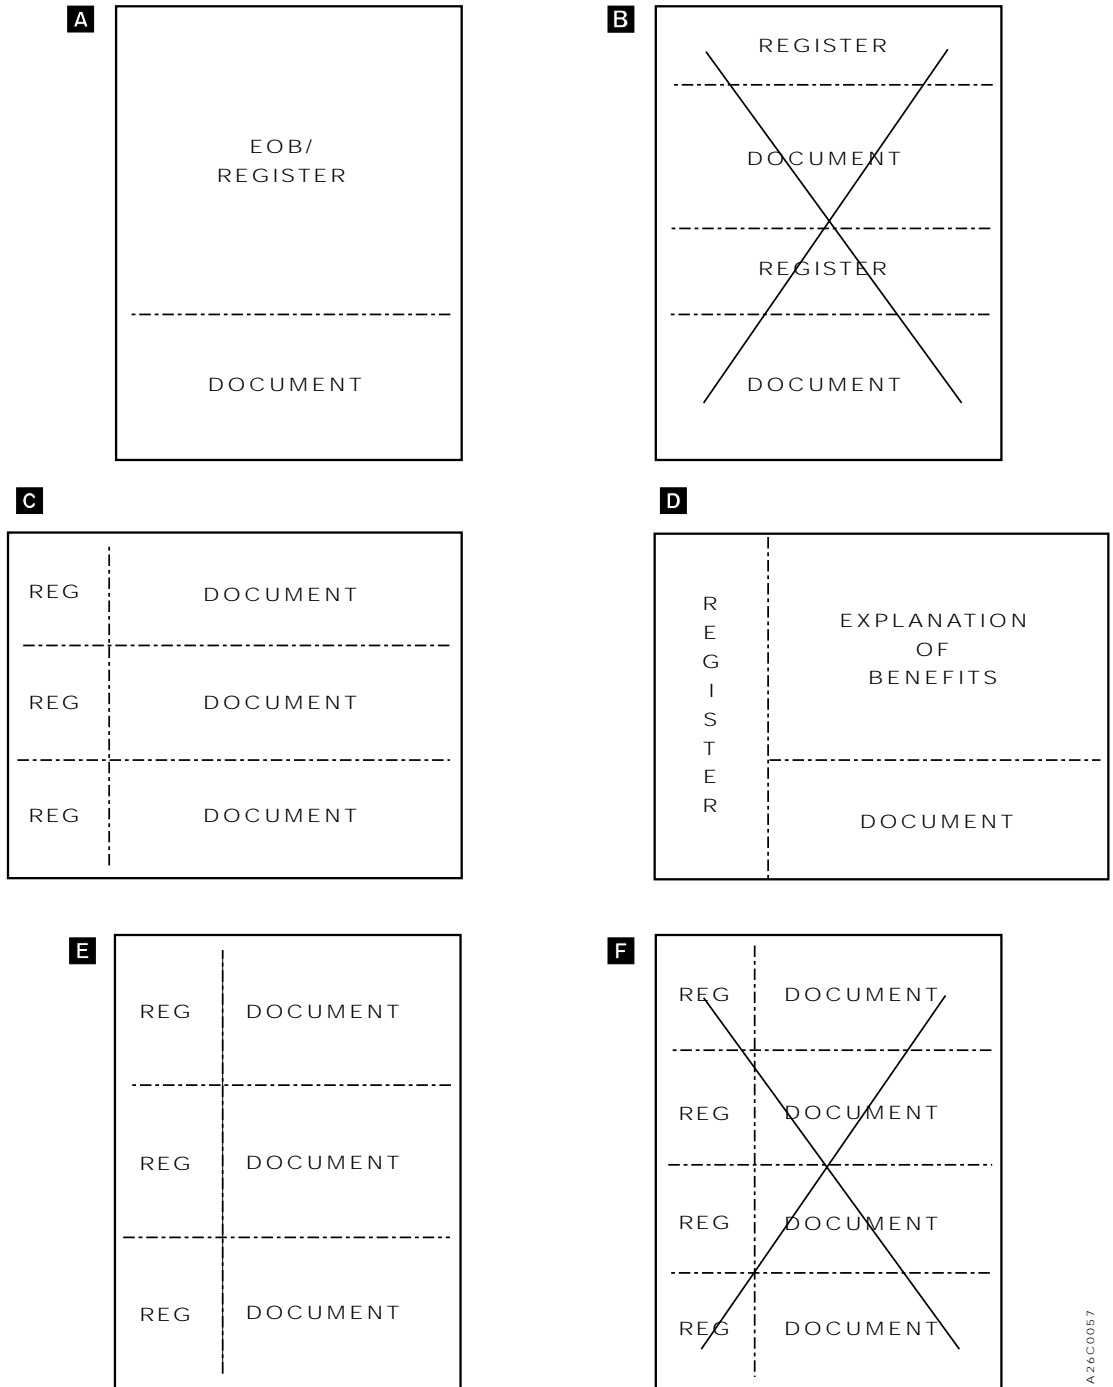 A
EOB/
REGISTER
DOCUMENT
B
REGISTER
DOCUMENT
REGISTER
DOCUMENT
C
REG DOCUMENT
REG DOCUMENT
REG DOCUMENT
D
R
E
G
I
S
T
E
R
EXPLANATION
OF
BENEFITS
DOCUMENT
E
REG DOCUMENT
REG DOCUMENT
REG DOCUMENT
F
REG DOCUMENT
REG DOCUMENT
REG DOCUMENT
REG DOCUMENT
A26C0057